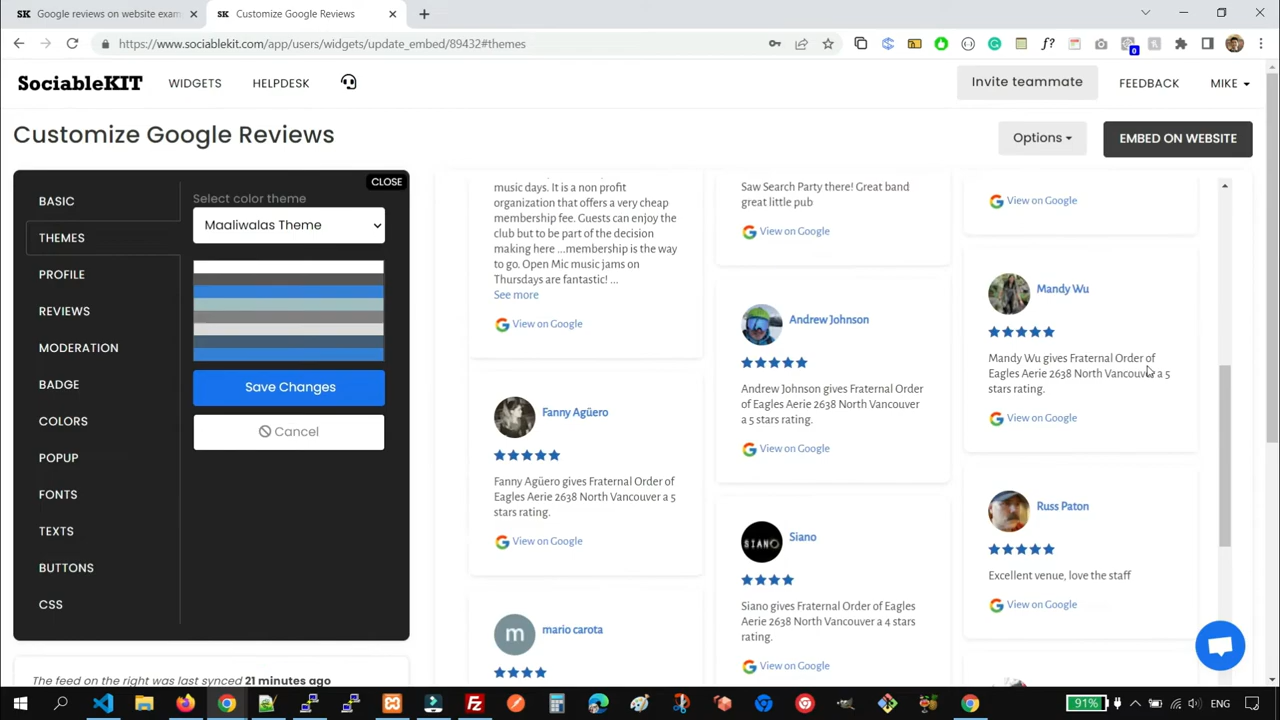 SK Google reviews on website exam
SK Customize Google Reviews
https://www.sociablekit.com/app/users/widgets/update_embed/89432#themes
SociableKIT
WIDGETS
HELPDESK
Invite teammate
FEEDBACK
MIKE
Customize Google Reviews
Options
EMBED ON WEBSITE
CLOSE
BASIC
THEMES
PROFILE
REVIEWS
MODERATION
BADGE
COLORS
POPUP
FONTS
TEXTS
BUTTONS
CSS
Select color theme
Maaliwalas Theme
Save Changes
Cancel
The feed on the right was last synced 21 minutes ago
music days. It is a non profit
organization that offers a very cheap
membership fee. Guests can enjoy the
club but to be part of the decision
making here ...membership is the way
to go. Open Mic music jams on
Thursdays are fantastic! ...
See more
View on Google
Fanny Agüero
Fanny Agüero gives Fraternal Order of
Eagles Aerie 2638 North Vancouver a 5
stars rating.
View on Google
m
mario carota
Saw Search Party there! Great band
great little pub
View on Google
Andrew Johnson
Andrew Johnson gives Fraternal Order
of Eagles Aerie 2638 North Vancouver
a 5 stars rating.
View on Google
SIANO
Siano
Siano gives Fraternal Order of Eagles
Aerie 2638 North Vancouver a 4 stars
rating.
View on Google
View on Google
Mandy Wu
Mandy Wu gives Fraternal Order of
Eagles Aerie 2638 North Vancouver a 5
stars rating.
View on Google
Russ Paton
Excellent venue, love the staff
View on Google
91%
ENG